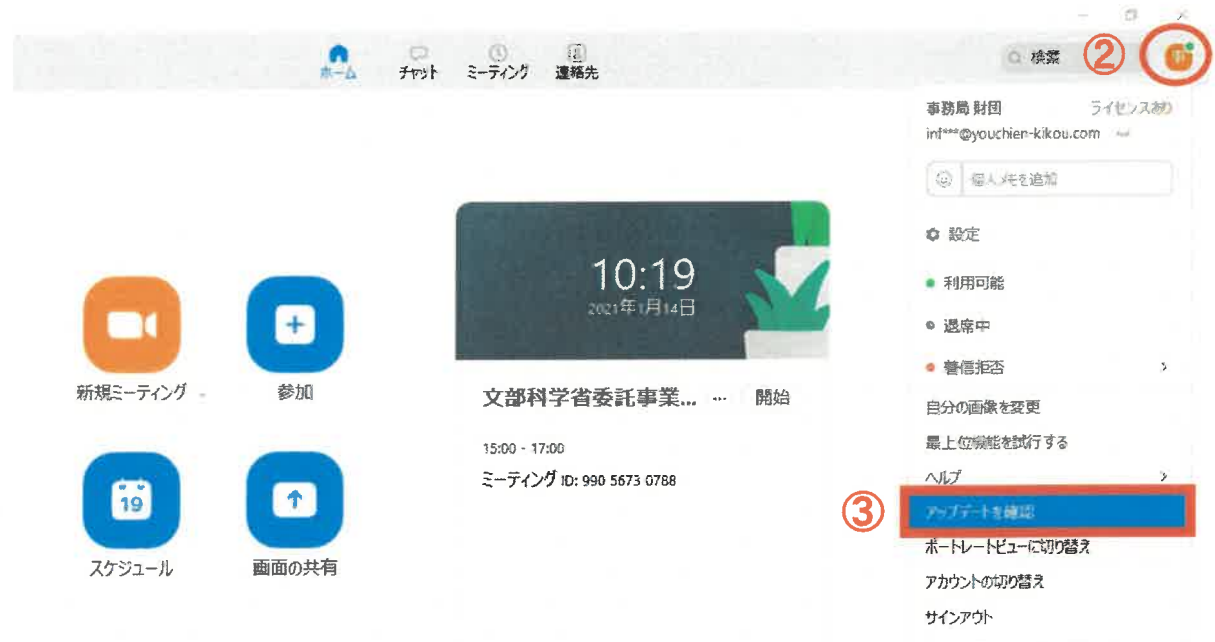 ホーム
チャット
ミーティング
連絡先
検索
②
事務局 財団 ライセンスあり
inf***@youchien-kikou.com
個人メモを追加
設定
利用可能
退席中
着信拒否
自分の画像を変更
最上位機能を試行する
ヘルプ
③
アップデートを確認
ポートレートビューに切り替え
アカウントの切り替え
サインアウト
10:19
2021年1月14日
新規ミーティング
参加
文部科学省委託事業... ... 開始
15:00 - 17:00
ミーティング ID: 990 5673 0788
19
スケジュール
画面の共有